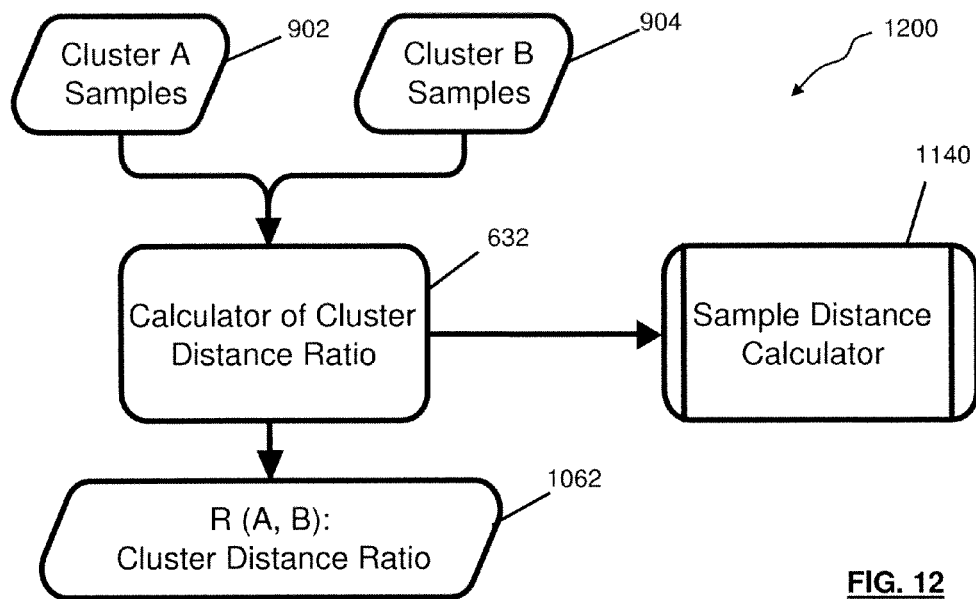 902
904
1200
Cluster A
Samples
Cluster B
Samples
1140
632
Calculator of Cluster
Distance Ratio
Sample Distance
Calculator
1062
R (A, B):
Cluster Distance Ratio
FIG. 12